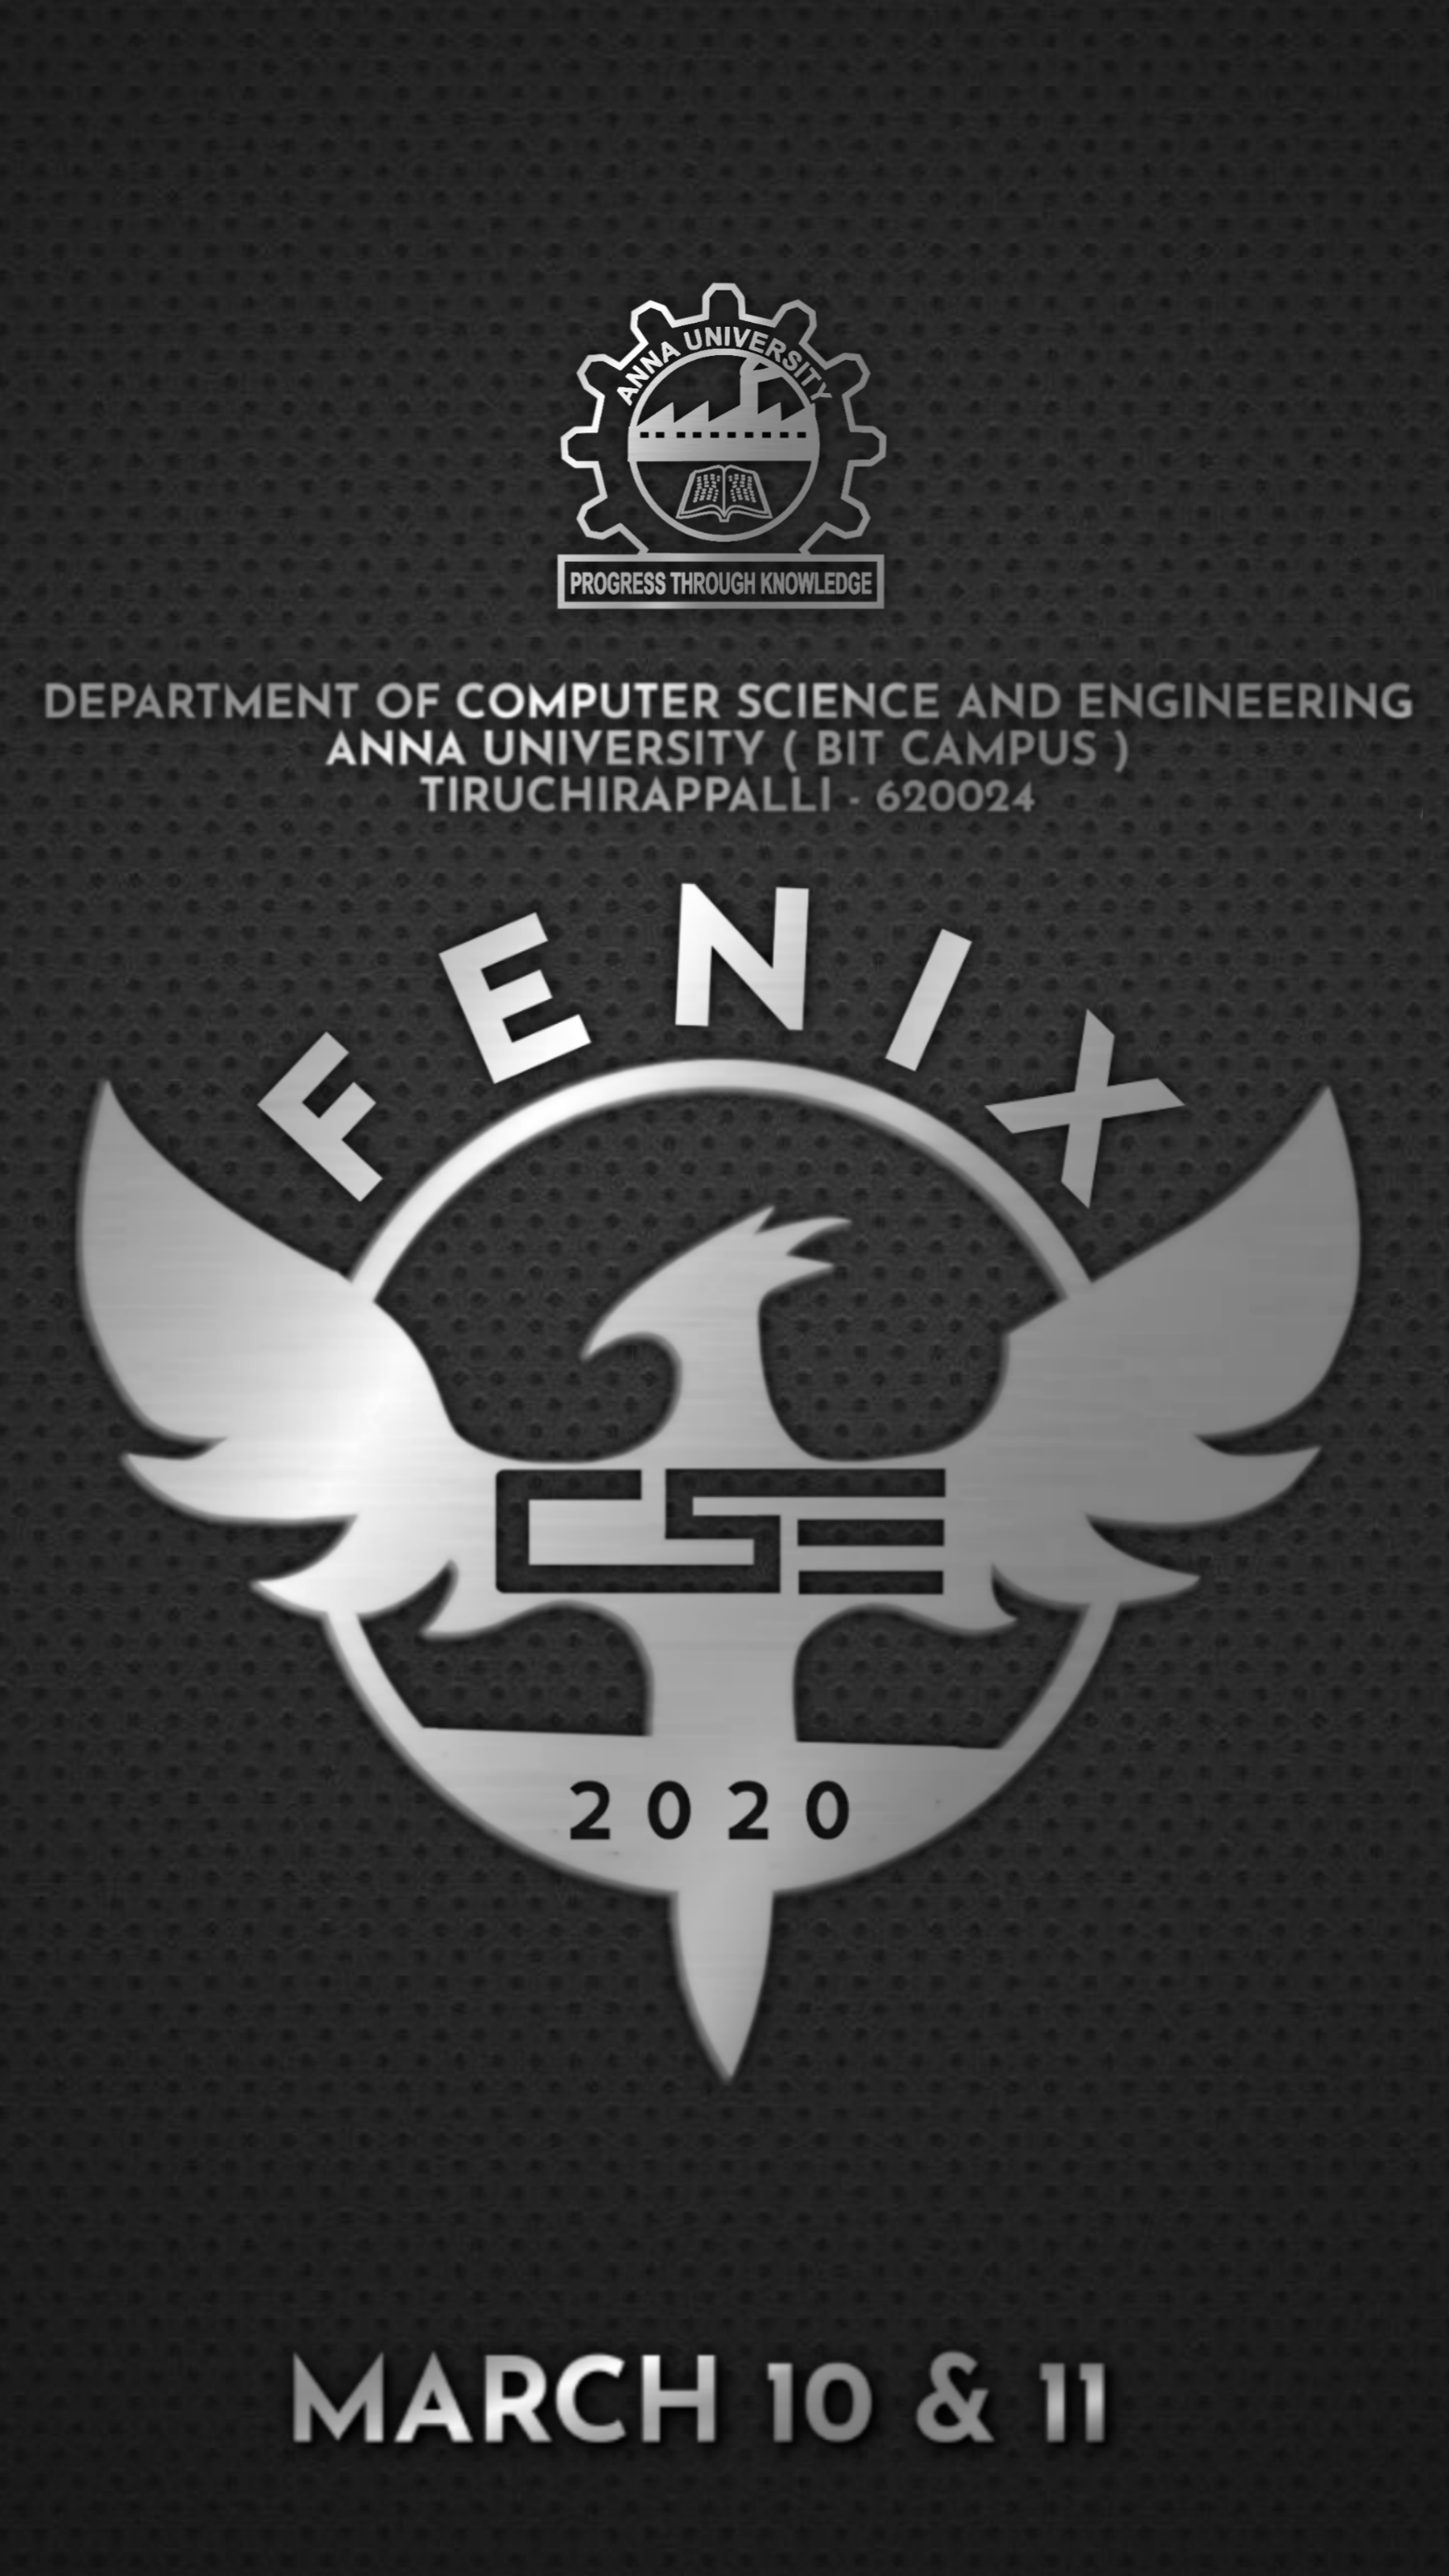 ANNA UNIVERSITY
PROGRESS THROUGH KNOWLEDGE
DEPARTMENT OF COMPUTER SCIENCE AND ENGINEERING
ANNA UNIVERSITY ( BIT CAMPUS )
TIRUCHIRAPPALLI - 620024
FENIX
CSE
2020
MARCH 10 & 11